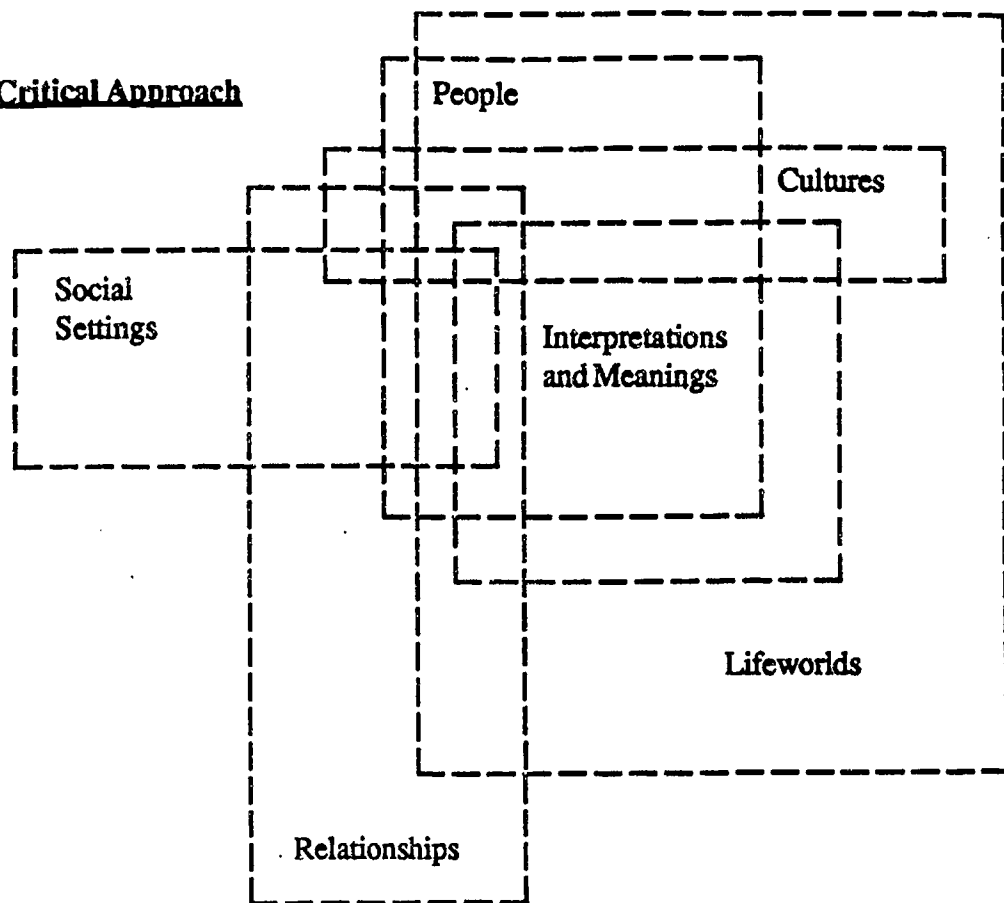 Critical Approach
People
Cultures
Social
Settings
Interpretations
and Meanings
Lifeworlds
Relationships